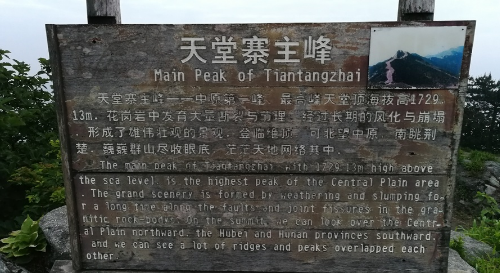 天堂寨主峰
Main Peak of Tiantangzhai
天堂寨主峰——中原第一峰，最高峰天堂顶海拔高1729.
13m，花岗岩中发育大量断裂与节理，经过长期的风化与崩塌
，形成了雄伟壮观的景观，登临绝顶，可北望中原，南眺荆
楚，巍巍群山尽收眼底，茫茫天地网络其中。
The main peak of Tiantangzhai, with 1729.13m high above
the sea level, is the highest peak of the Central Plain area
. The grand scenery is formed by weathering and slumping fo-
r a long time along the faults and joint fissures in the gra-
nitic rock-body. On the summit, we can look over the Centr-
al Plain northward, the Hubei and Hunan provinces southward,
and we can see a lot of ridges and peaks overlapped each
other.